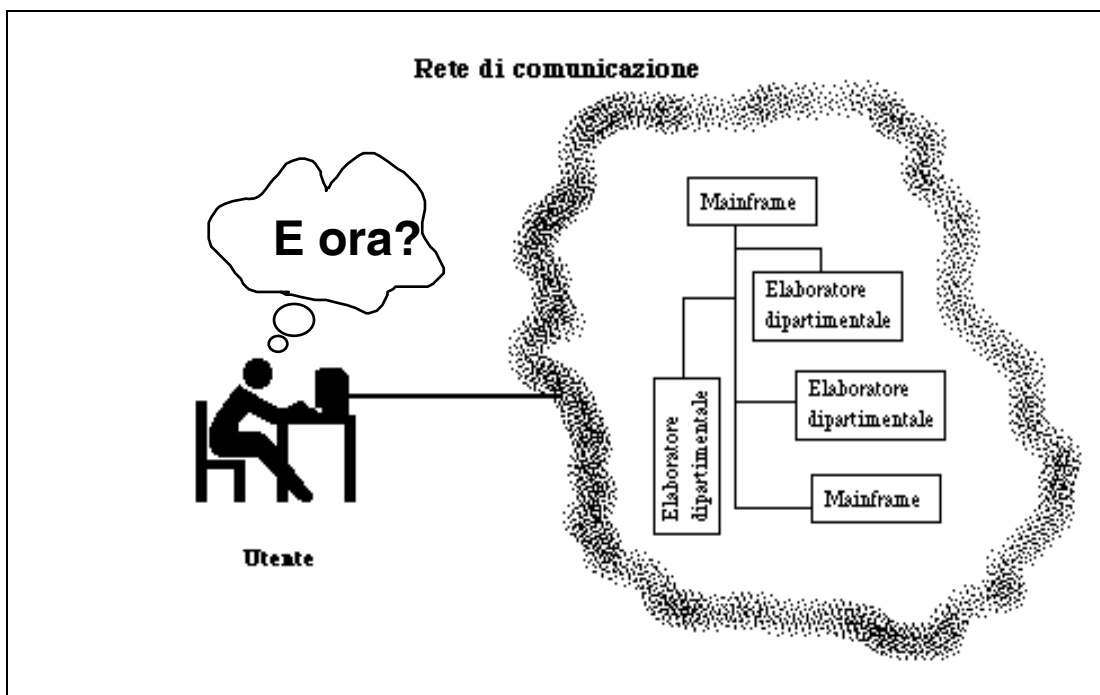 Rete di comunicazione
E ora?
Utente
Mainframe
Elaboratore
dipartimentale
Elaboratore
dipartimentale
Elaboratore
dipartimentale
Mainframe